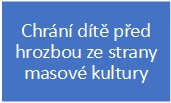 Chrání dítě před
hrozbou ze strany
masové kultury